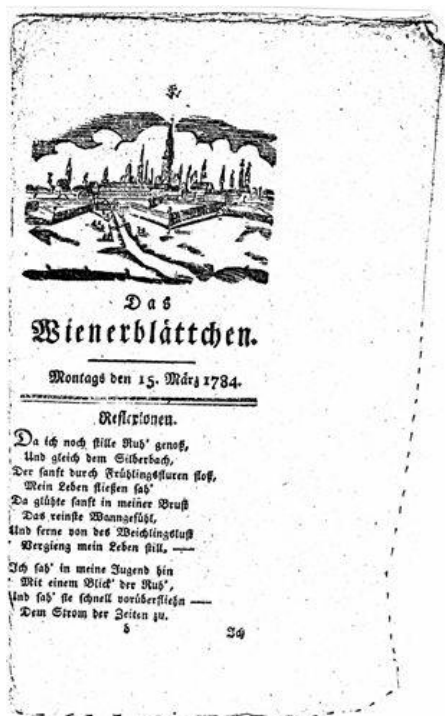 Das
Wienerblättchen.
Montags den 15. März 1784.
Reflexionen.
Da ich noch stille Ruh' genoß,
Und gleich dem Silberbach,
Der sanft durch Frühlingsfluren floß,
Mein Leben fließen sah'
Da glühte sanft in meiner Brust
Das reinste Wanngefühl,
Und ferne von des Weichlingslust
Vergieng mein Leben still. —
Ich sah' in meine Jugend hin
Mit einem Blick' der Ruh',
Und sah' sie schnell vorüberfliehn —
Dem Strom der Zeiten zu.
h Ich